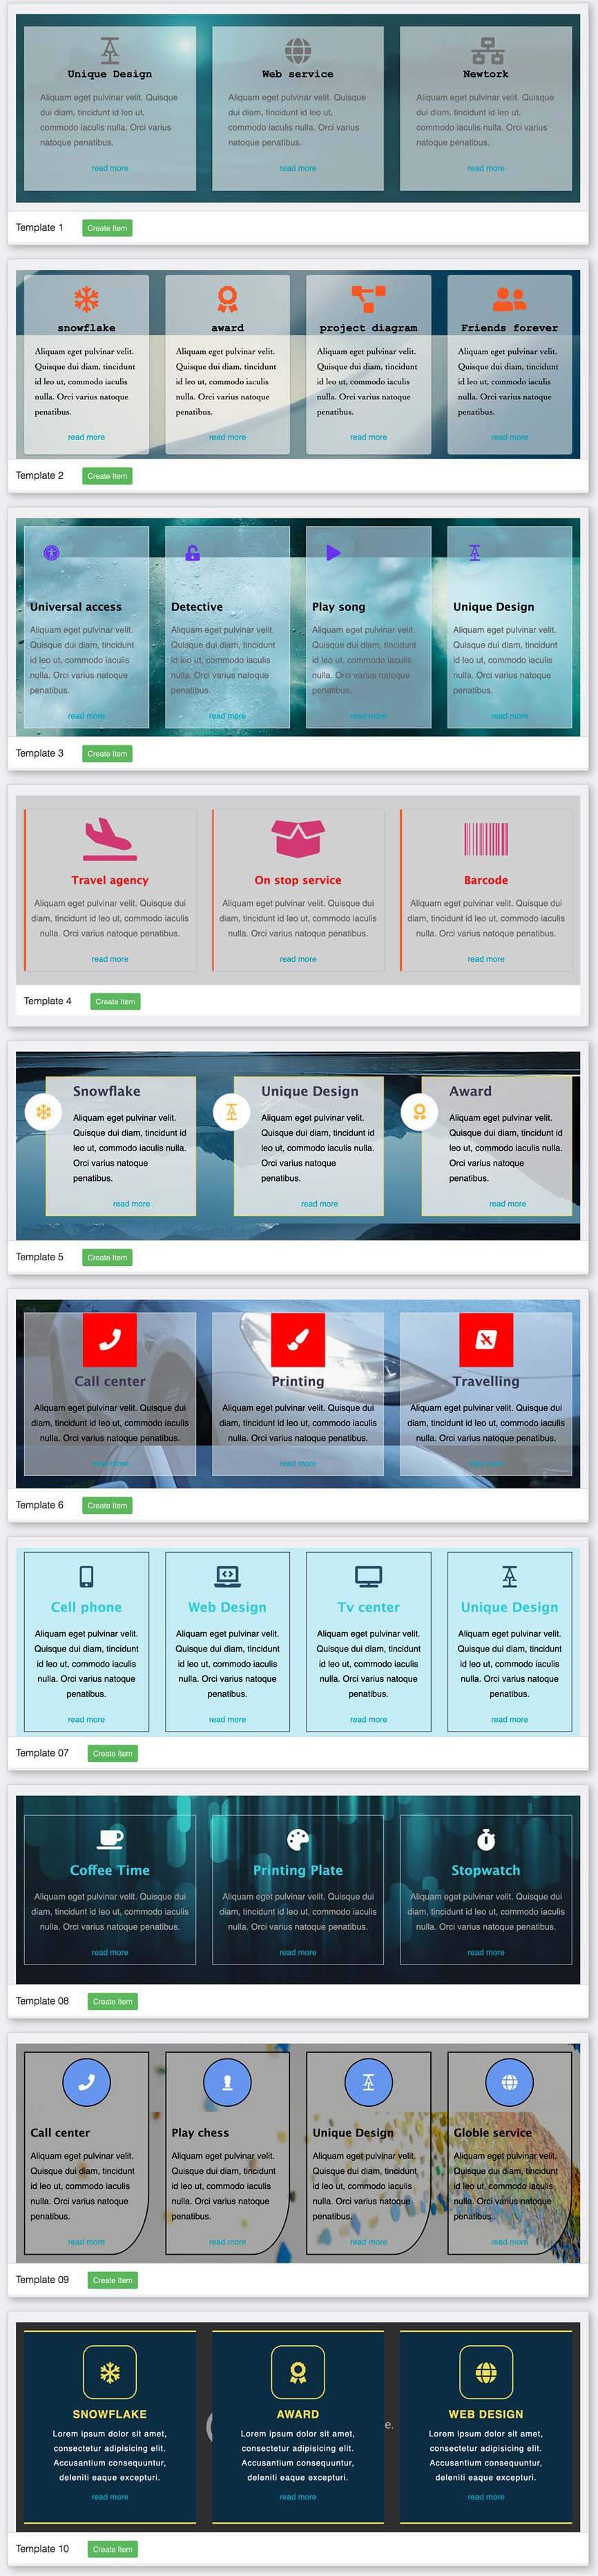 Unique Design Web service Newtork
Aliquam eget pulvinar velit. Quisque Aliquam eget pulvinar velit. Quisque Aliquam eget pulvinar velit. Quisque
dui diam, tincidunt id leo ut, dui diam, tincidunt id leo ut, dui diam, tincidunt id leo ut,
commodo iaculis nulla. Orci varius commodo iaculis nulla. Orci varius commodo iaculis nulla. Orci varius
natoque penatibus. natoque penatibus. natoque penatibus.
read more read more read more
Template 1 Create Item
snowflake award project diagram Friends forever
Aliquam eget pulvinar velit. Aliquam eget pulvinar velit. Aliquam eget pulvinar velit. Aliquam eget pulvinar velit.
Quisque dui diam, tincidunt Quisque dui diam, tincidunt Quisque dui diam, tincidunt Quisque dui diam, tincidunt
id leo ut, commodo iaculis id leo ut, commodo iaculis id leo ut, commodo iaculis id leo ut, commodo iaculis
nulla. Orci varius natoque nulla. Orci varius natoque nulla. Orci varius natoque nulla. Orci varius natoque
penatibus. penatibus. penatibus. penatibus.
read more read more read more read more
Template 2 Create Item
Universal access Detective Play song Unique Design
Aliquam eget pulvinar velit. Aliquam eget pulvinar velit. Aliquam eget pulvinar velit. Aliquam eget pulvinar velit.
Quisque dui diam, tincidunt Quisque dui diam, tincidunt Quisque dui diam, tincidunt Quisque dui diam, tincidunt
id leo ut, commodo iaculis id leo ut, commodo iaculis id leo ut, commodo iaculis id leo ut, commodo iaculis
nulla. Orci varius natoque nulla. Orci varius natoque nulla. Orci varius natoque nulla. Orci varius natoque
penatibus. penatibus. penatibus. penatibus.
read more read more read more read more
Template 3 Create Item
Travel agency On stop service Barcode
Aliquam eget pulvinar velit. Quisque dui Aliquam eget pulvinar velit. Quisque dui Aliquam eget pulvinar velit. Quisque dui
diam, tincidunt id leo ut, commodo iaculis diam, tincidunt id leo ut, commodo iaculis diam, tincidunt id leo ut, commodo iaculis
nulla. Orci varius natoque penatibus. nulla. Orci varius natoque penatibus. nulla. Orci varius natoque penatibus.
read more read more read more
Template 4 Create Item
Snowflake Unique Design Award
Aliquam eget pulvinar velit. Aliquam eget pulvinar velit. Aliquam eget pulvinar velit.
Quisque dui diam, tincidunt id Quisque dui diam, tincidunt id Quisque dui diam, tincidunt id
leo ut, commodo iaculis nulla. leo ut, commodo iaculis nulla. leo ut, commodo iaculis nulla.
Orci varius natoque Orci varius natoque Orci varius natoque
penatibus. penatibus. penatibus.
read more read more read more
Template 5 Create Item
Call center Printing Travelling
Aliquam eget pulvinar velit. Quisque dui Aliquam eget pulvinar velit. Quisque dui Aliquam eget pulvinar velit. Quisque dui
diam, tincidunt id leo ut, commodo iaculis diam, tincidunt id leo ut, commodo iaculis diam, tincidunt id leo ut, commodo iaculis
nulla. Orci varius natoque penatibus. nulla. Orci varius natoque penatibus. nulla. Orci varius natoque penatibus.
read more read more read more
Template 6 Create Item
Cell phone Web Design Tv center Unique Design
Aliquam eget pulvinar velit. Aliquam eget pulvinar velit. Aliquam eget pulvinar velit. Aliquam eget pulvinar velit.
Quisque dui diam, tincidunt Quisque dui diam, tincidunt Quisque dui diam, tincidunt Quisque dui diam, tincidunt
id leo ut, commodo iaculis id leo ut, commodo iaculis id leo ut, commodo iaculis id leo ut, commodo iaculis
nulla. Orci varius natoque nulla. Orci varius natoque nulla. Orci varius natoque nulla. Orci varius natoque
penatibus. penatibus. penatibus. penatibus.
read more read more read more read more
Template 07 Create Item
Coffee Time Printing Plate Stopwatch
Aliquam eget pulvinar velit. Quisque dui Aliquam eget pulvinar velit. Quisque dui Aliquam eget pulvinar velit. Quisque dui
diam, tincidunt id leo ut, commodo iaculis diam, tincidunt id leo ut, commodo iaculis diam, tincidunt id leo ut, commodo iaculis
nulla. Orci varius natoque penatibus. nulla. Orci varius natoque penatibus. nulla. Orci varius natoque penatibus.
read more read more read more
Template 08 Create Item
Call center Play chess Unique Design Globle service
Aliquam eget pulvinar velit. Aliquam eget pulvinar velit. Aliquam eget pulvinar velit. Aliquam eget pulvinar velit.
Quisque dui diam, tincidunt Quisque dui diam, tincidunt Quisque dui diam, tincidunt Quisque dui diam, tincidunt
id leo ut, commodo iaculis id leo ut, commodo iaculis id leo ut, commodo iaculis id leo ut, commodo iaculis
nulla. Orci varius natoque nulla. Orci varius natoque nulla. Orci varius natoque nulla. Orci varius natoque
penatibus. penatibus. penatibus. penatibus.
read more read more read more read more
Template 09 Create Item
SNOWFLAKE AWARD WEB DESIGN
Lorem ipsum dolor sit amet, Lorem ipsum dolor sit amet, e. Lorem ipsum dolor sit amet,
consectetur adipisicing elit. consectetur adipisicing elit. consectetur adipisicing elit.
Accusantium consequuntur, Accusantium consequuntur, Accusantium consequuntur,
deleniti eaque excepturi. deleniti eaque excepturi. deleniti eaque excepturi.
read more read more read more
Template 10 Create Item